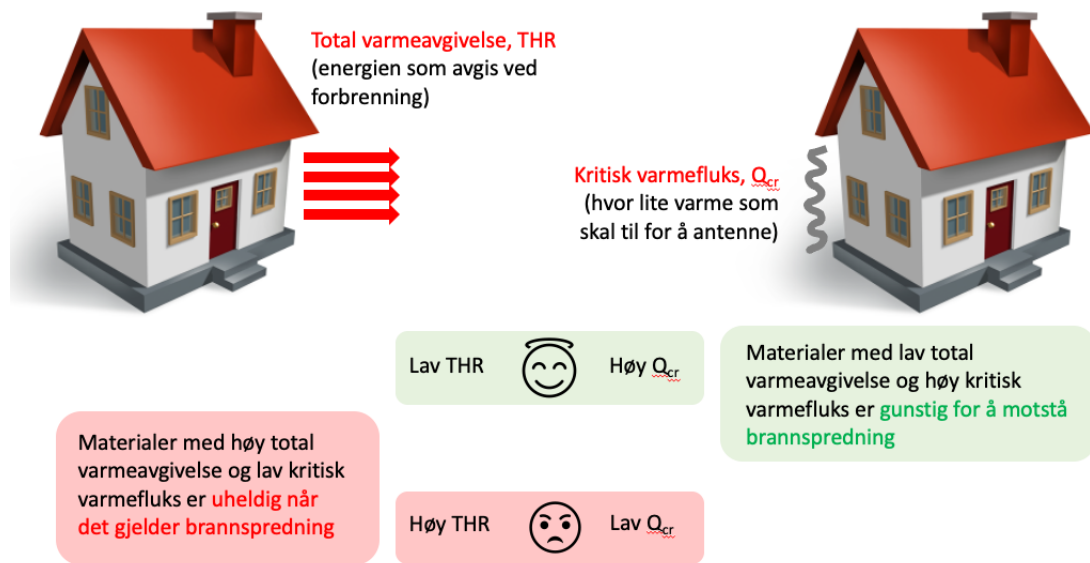 Total varmeavgivelse, THR
(energien som avgis ved
forbrenning)
Kritisk varmefluks, Qcr
(hvor lite varme som
skal til for å antenne)
Lav THR
Høy Qcr
Materialer med lav total
varmeavgivelse og høy kritisk
varmefluks er gunstig for å motstå
brannspredning
Materialer med høy total
varmeavgivelse og lav kritisk
varmefluks er uheldig når
det gjelder brannspredning
Høy THR
Lav Qcr